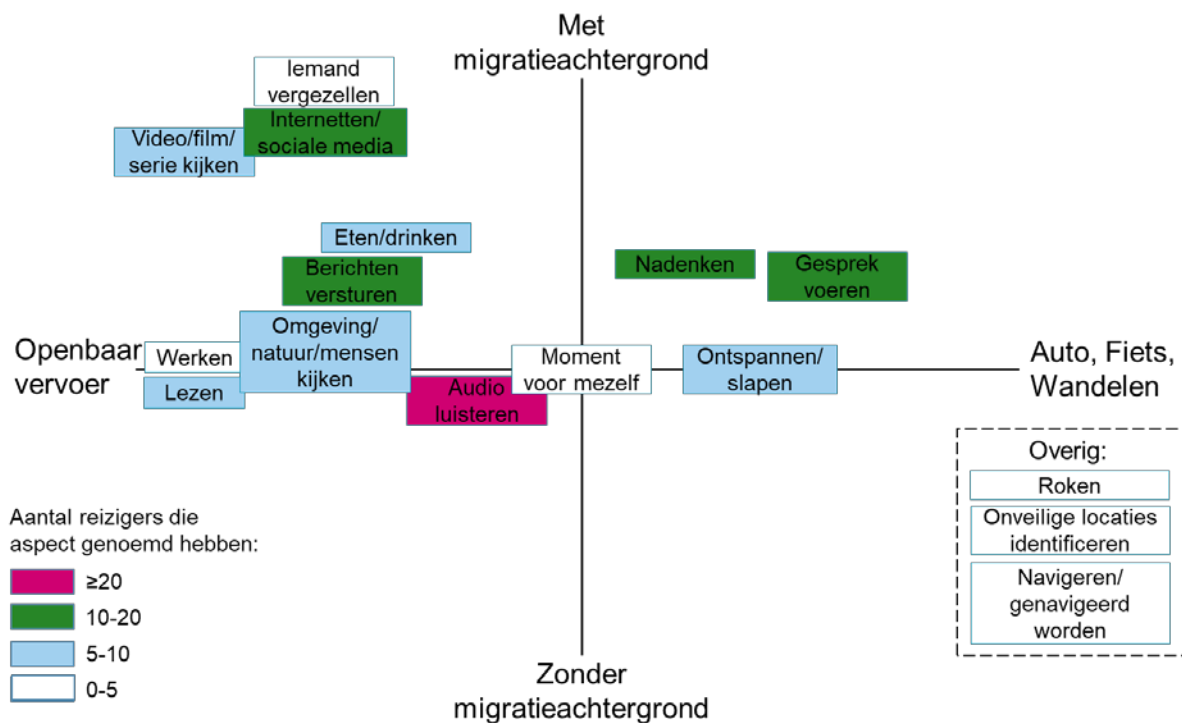 Met
migratieachtergrond
Iemand
vergezellen
Internetten/
sociale media
Video/film/
serie kijken
Eten/drinken
Berichten
versturen
Nadenken
Gesprek
voeren
Openbaar
vervoer
Werken
Lezen
Omgeving/
natuur/mensen
kijken
Audio
luisteren
Moment
voor mezelf
Ontspannen/
slapen
Auto, Fiets,
Wandelen
Overig:
Roken
Onveilige locaties
identificeren
Navigeren/
genavigeerd
worden
Aantal reizigers die
aspect genoemd hebben:
≥20
10-20
5-10
0-5
Zonder
migratieachtergrond